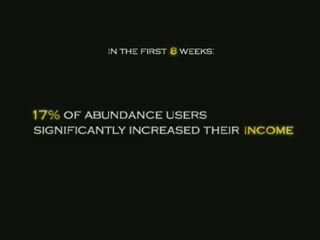 IN THE FIRST 8 WEEKS:
17% OF ABUNDANCE USERS
SIGNIFICANTLY INCREASED THEIR INCOME